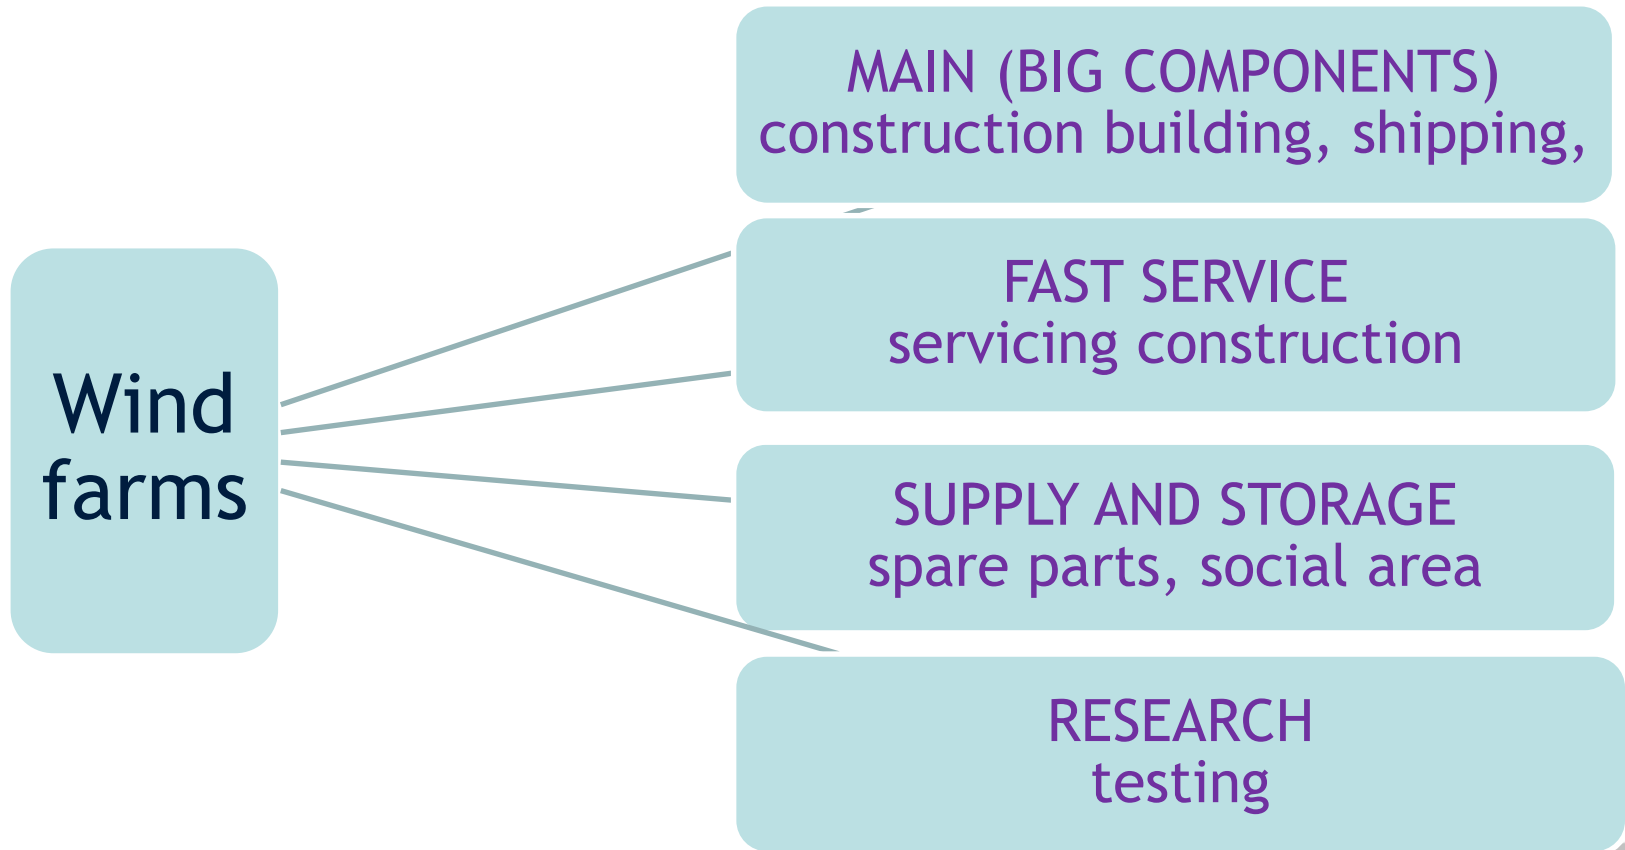 Wind
farms
MAIN (BIG COMPONENTS)
construction building, shipping,
FAST SERVICE
servicing construction
SUPPLY AND STORAGE
spare parts, social area
RESEARCH
testing